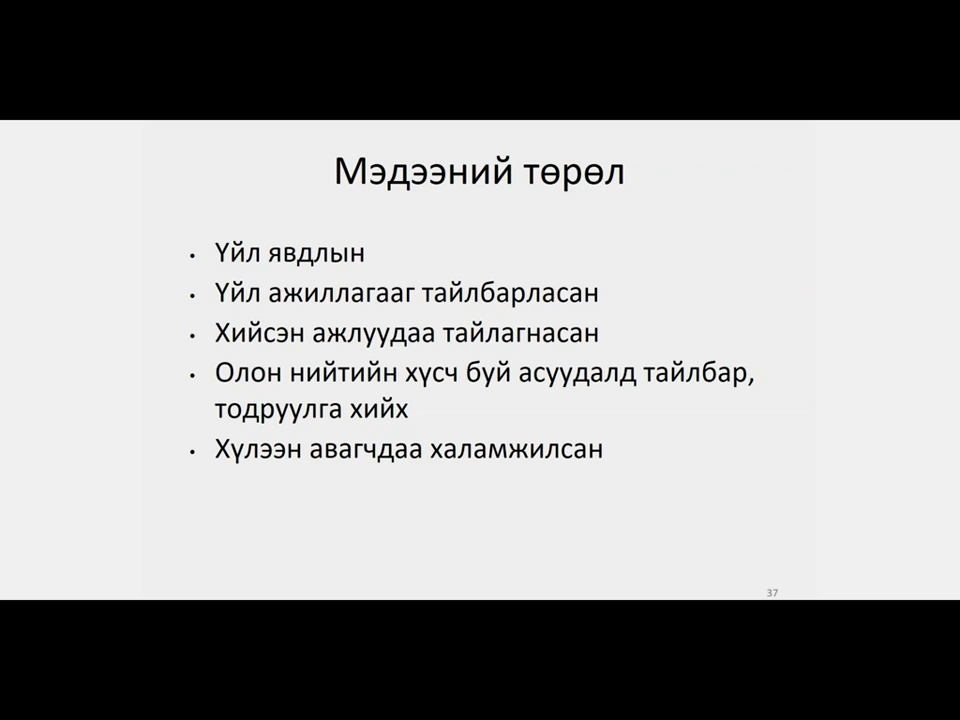 Мэдээний төрөл
• Үйл явдлын
• Үйл ажиллагааг тайлбарласан
• Хийсэн ажлуудаа тайлагнасан
• Олон нийтийн хүсч буй асуудалд тайлбар,
тодруулга хийх
• Хүлээн авагчдаа халамжилсан
37